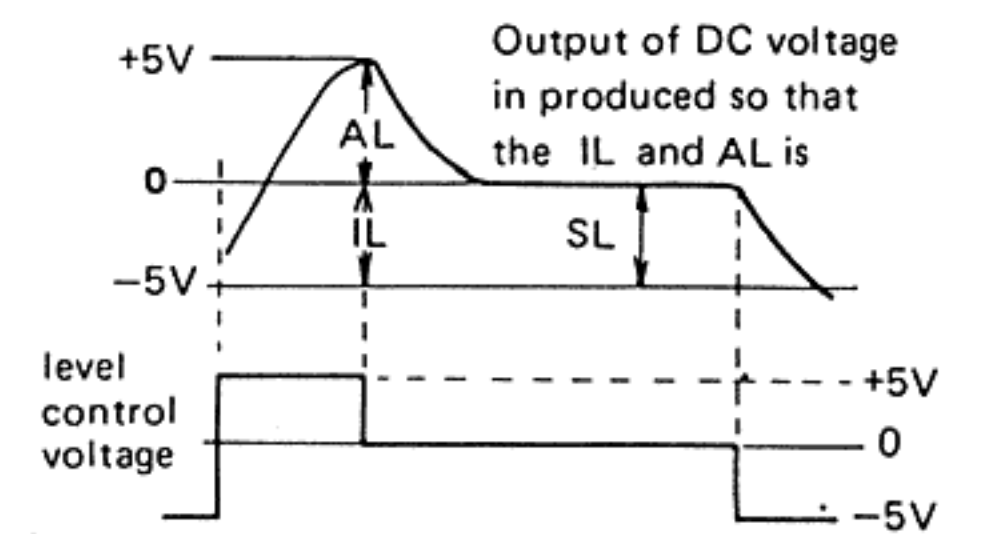 +5V
Output of DC voltage
in produced so that
the IL and AL is
AL
0
IL
SL
−5V
level
control
voltage
+5V
0
−5V